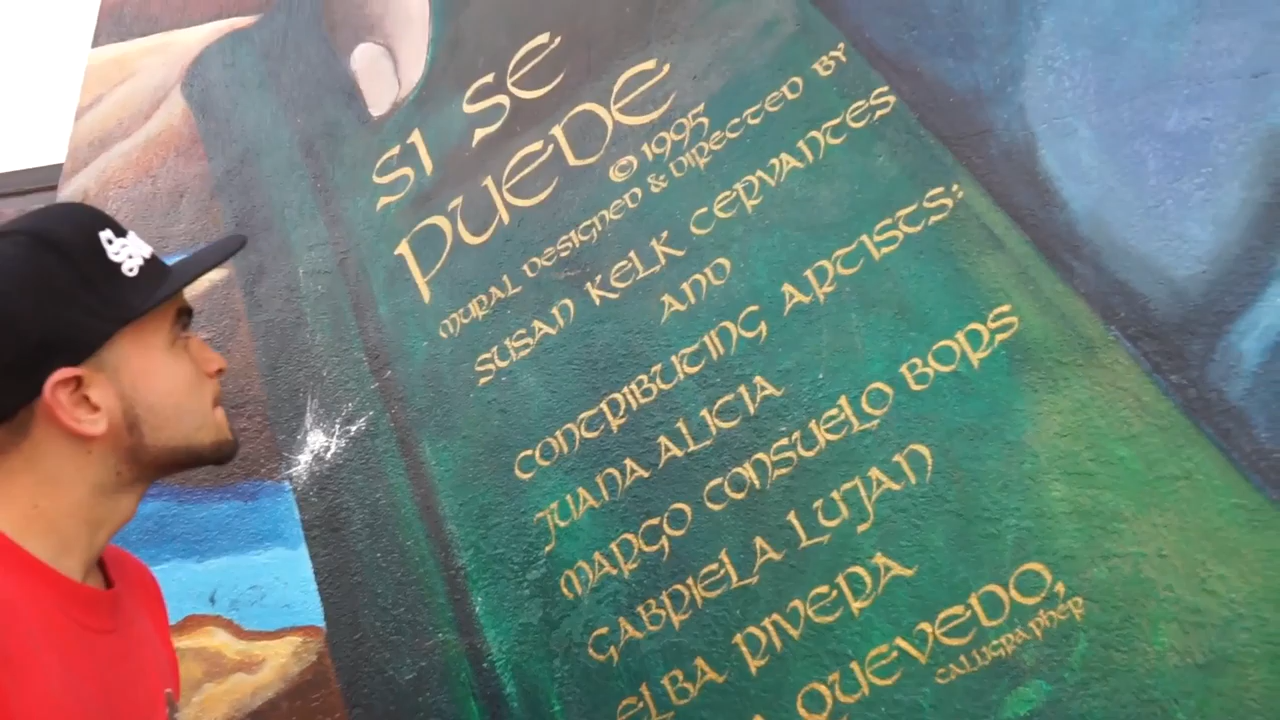 SI SE
PUEDE
© 1995
MURAL DESIGNED & DIRECTED BY
SUSAN KELK CERVANTES
AND
CONTRIBUTING ARTISTS:
JUANA ALICIA
MARGO CONSUELO BORS
GABRIELA LUJAN
ELBA RIVERA
QUEVEDO,
CALLIGRAPHER